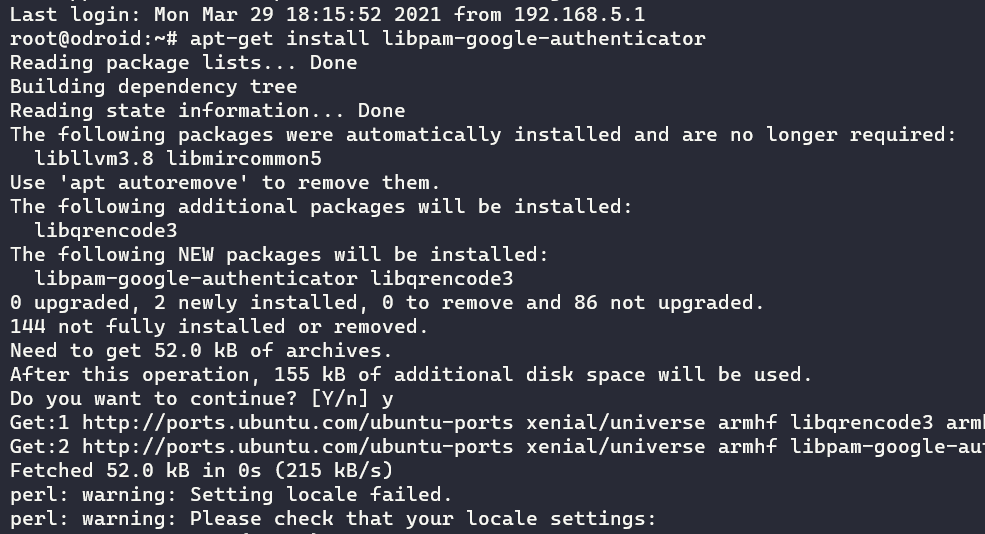 Last login: Mon Mar 29 18:15:52 2021 from 192.168.5.1
root@odroid:~# apt-get install libpam-google-authenticator
Reading package lists... Done
Building dependency tree
Reading state information... Done
The following packages were automatically installed and are no longer required:
  libllvm3.8 libmircommon5
Use 'apt autoremove' to remove them.
The following additional packages will be installed:
  libqrencode3
The following NEW packages will be installed:
  libpam-google-authenticator libqrencode3
0 upgraded, 2 newly installed, 0 to remove and 86 not upgraded.
144 not fully installed or removed.
Need to get 52.0 kB of archives.
After this operation, 155 kB of additional disk space will be used.
Do you want to continue? [Y/n] y
Get:1 http://ports.ubuntu.com/ubuntu-ports xenial/universe armhf libqrencode3
Get:2 http://ports.ubuntu.com/ubuntu-ports xenial/universe armhf
Fetched 52.0 kB in 0s (215 kB/s)
perl: warning: Setting locale failed.
perl: warning: Please check that your locale settings: